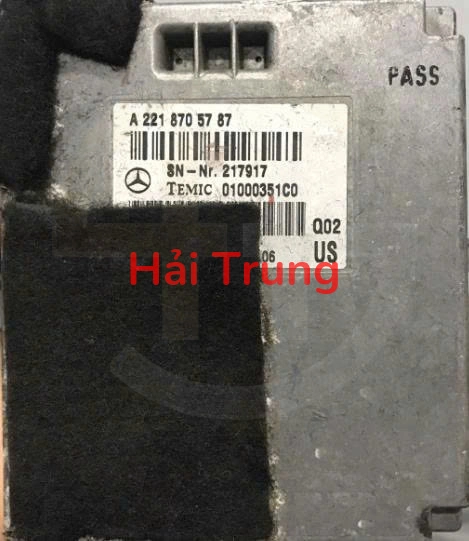 PASS
A 221 870 57 87
SN-Nr. 217917
TEMIC 01000351C0
Q02
06 US
Hải Trung